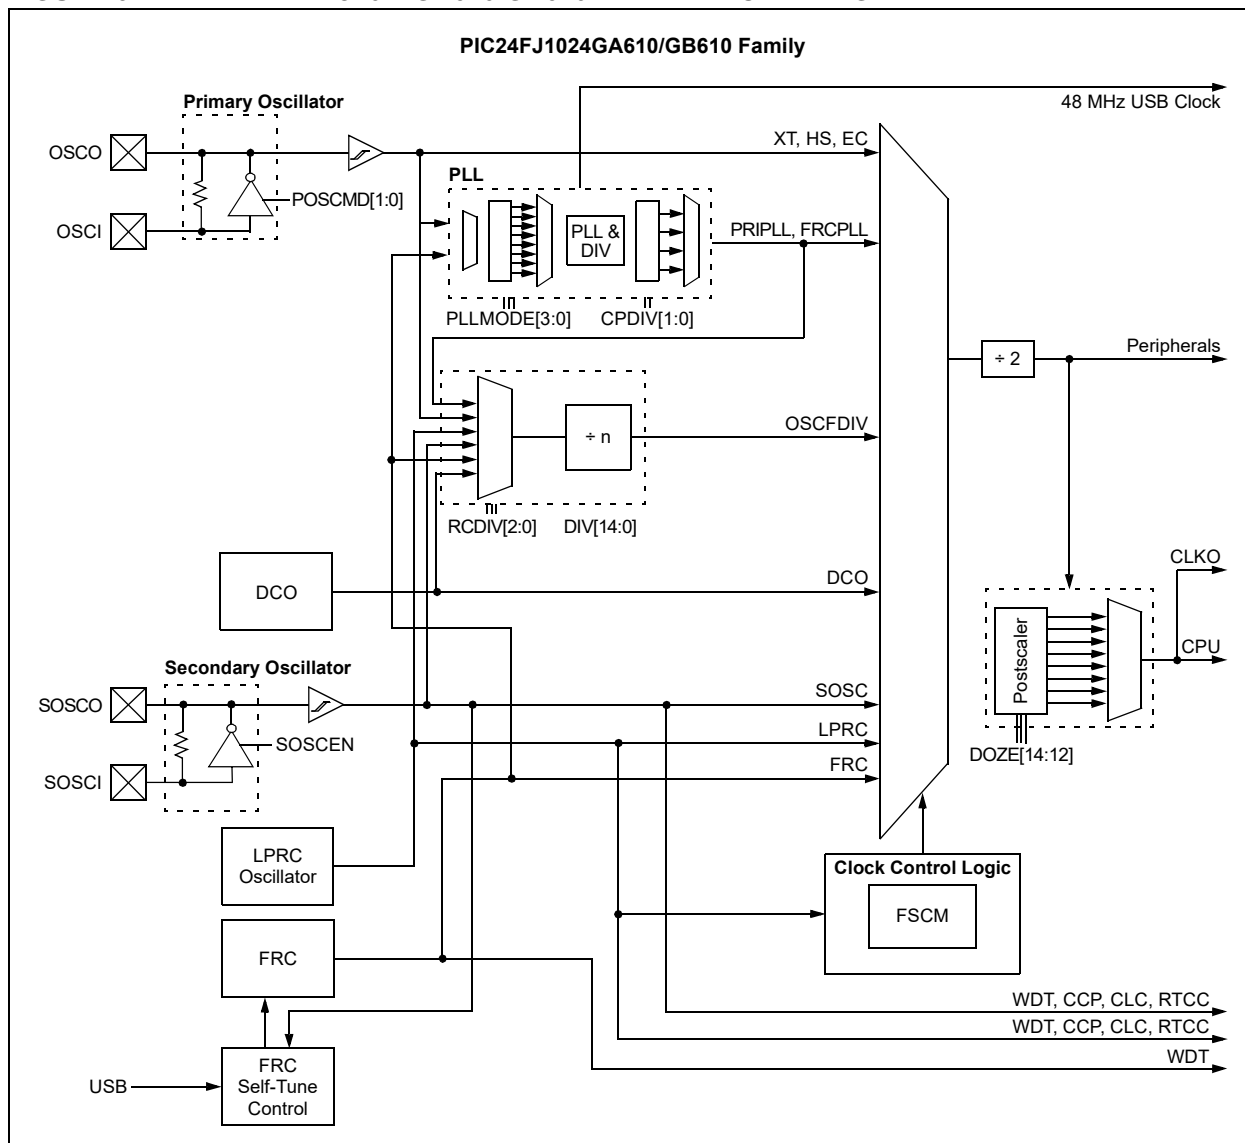 PIC24FJ1024GA610/GB610 Family
48 MHz USB Clock
Primary Oscillator
OSCO
XT, HS, EC
PLL
POSCMD[1:0]
OSCI
PLL &
DIV
PRIPLL, FRCPLL
PLLMODE[3:0]
CPDIV[1:0]
÷ 2
Peripherals
÷ n
OSCFDIV
RCDIV[2:0]
DIV[14:0]
DCO
DCO
CLKO
Postscaler
CPU
DOZE[14:12]
Secondary Oscillator
SOSCO
SOSC
SOSCEN
LPRC
SOSCI
FRC
LPRC
Oscillator
Clock Control Logic
FSCM
FRC
WDT, CCP, CLC, RTCC
WDT, CCP, CLC, RTCC
WDT
FRC
Self-Tune
Control
USB